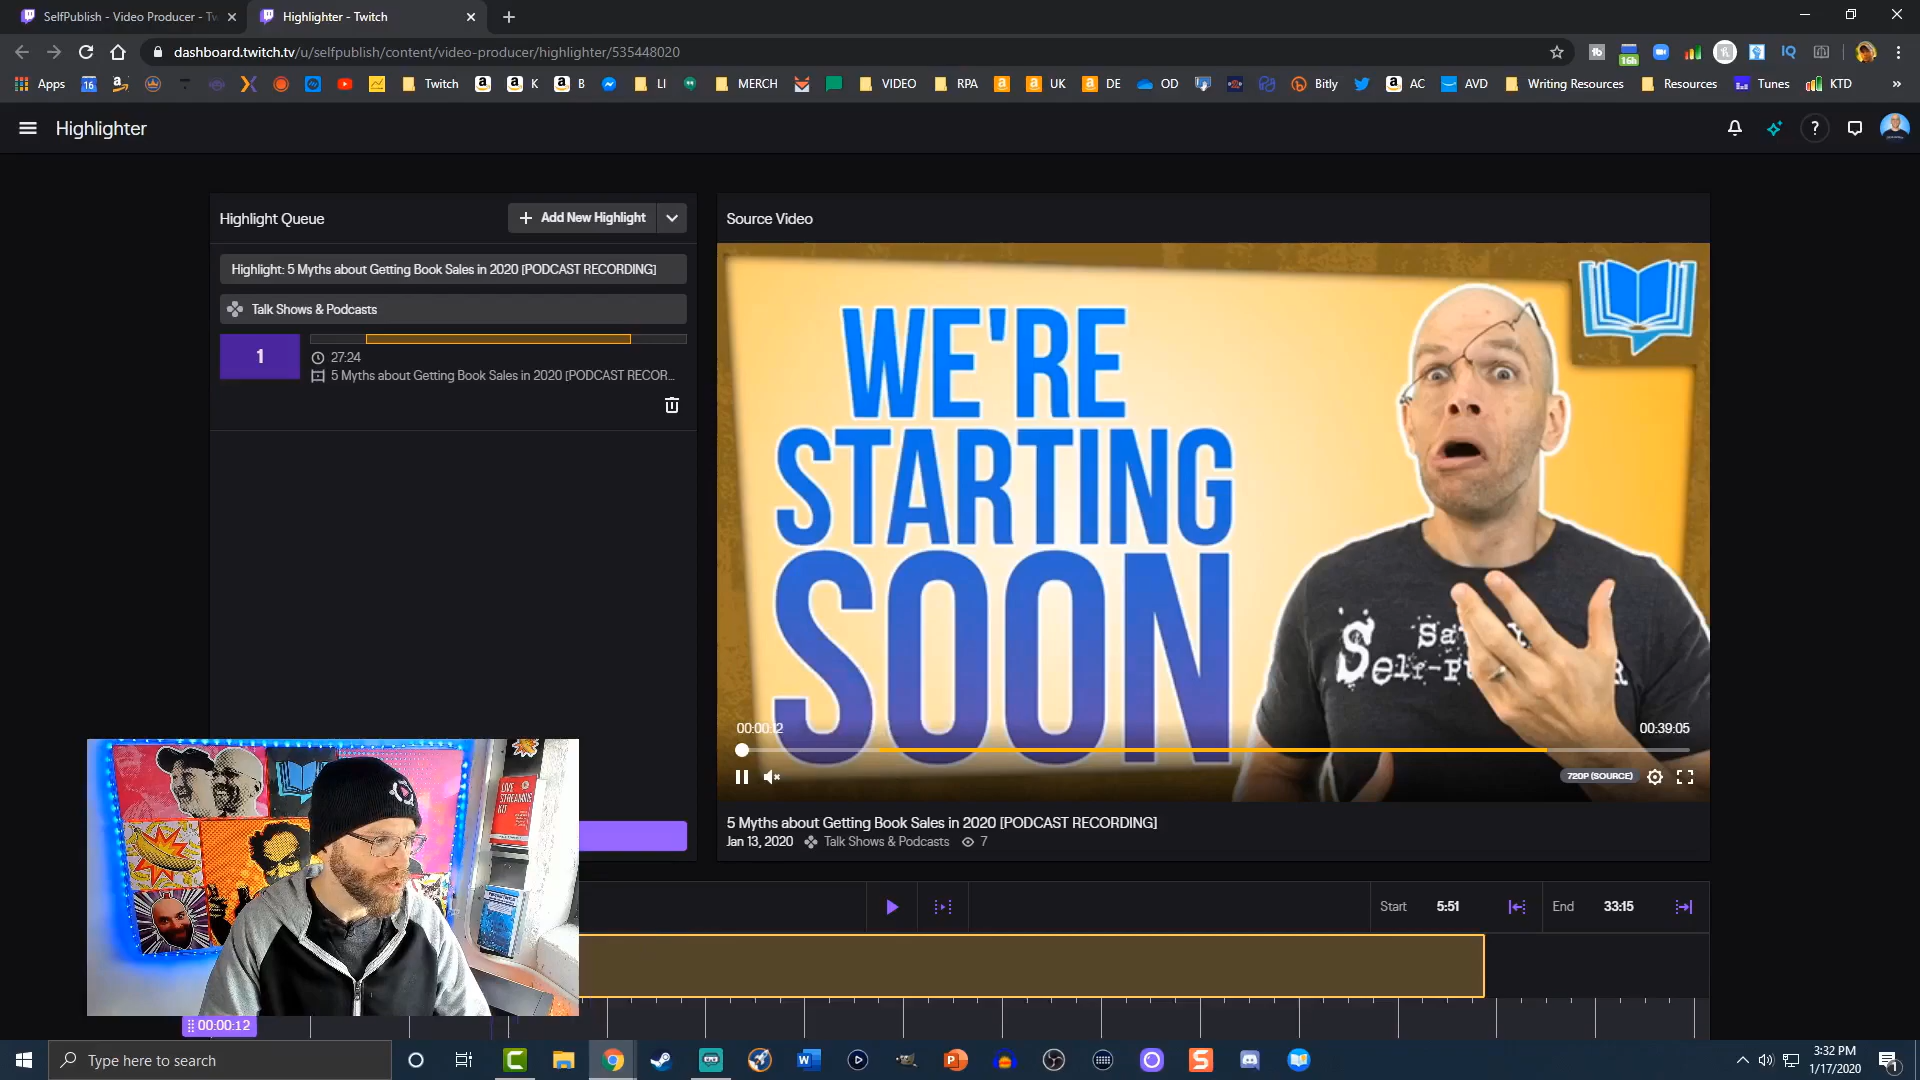 SelfPublish - Video Producer - Tw
Highlighter - Twitch
dashboard.twitch.tv/u/selfpublish/content/video-producer/highlighter/535448020
16h
Apps
16
Twitch
K
B
LI
MERCH
VIDEO
RPA
UK
DE
OD
Bitly
AC
AVD
Writing Resources
Resources
Tunes
KTD
»
Highlighter
?
Highlight Queue
Add New Highlight
Source Video
Highlight: 5 Myths about Getting Book Sales in 2020 [PODCAST RECORDING]
Talk Shows & Podcasts
1
27:24
5 Myths about Getting Book Sales in 2020 [PODCAST RECOR...
WE'RE
STARTING
SOON
00:00:12
00:39:05
720P (SOURCE)
5 Myths about Getting Book Sales in 2020 [PODCAST RECORDING]
Jan 13, 2020
Talk Shows & Podcasts
7
LIVE
STREAMING
KIT
Start
5:51
End
33:15
00:00:12
Type here to search
3:32 PM
1/17/2020
1